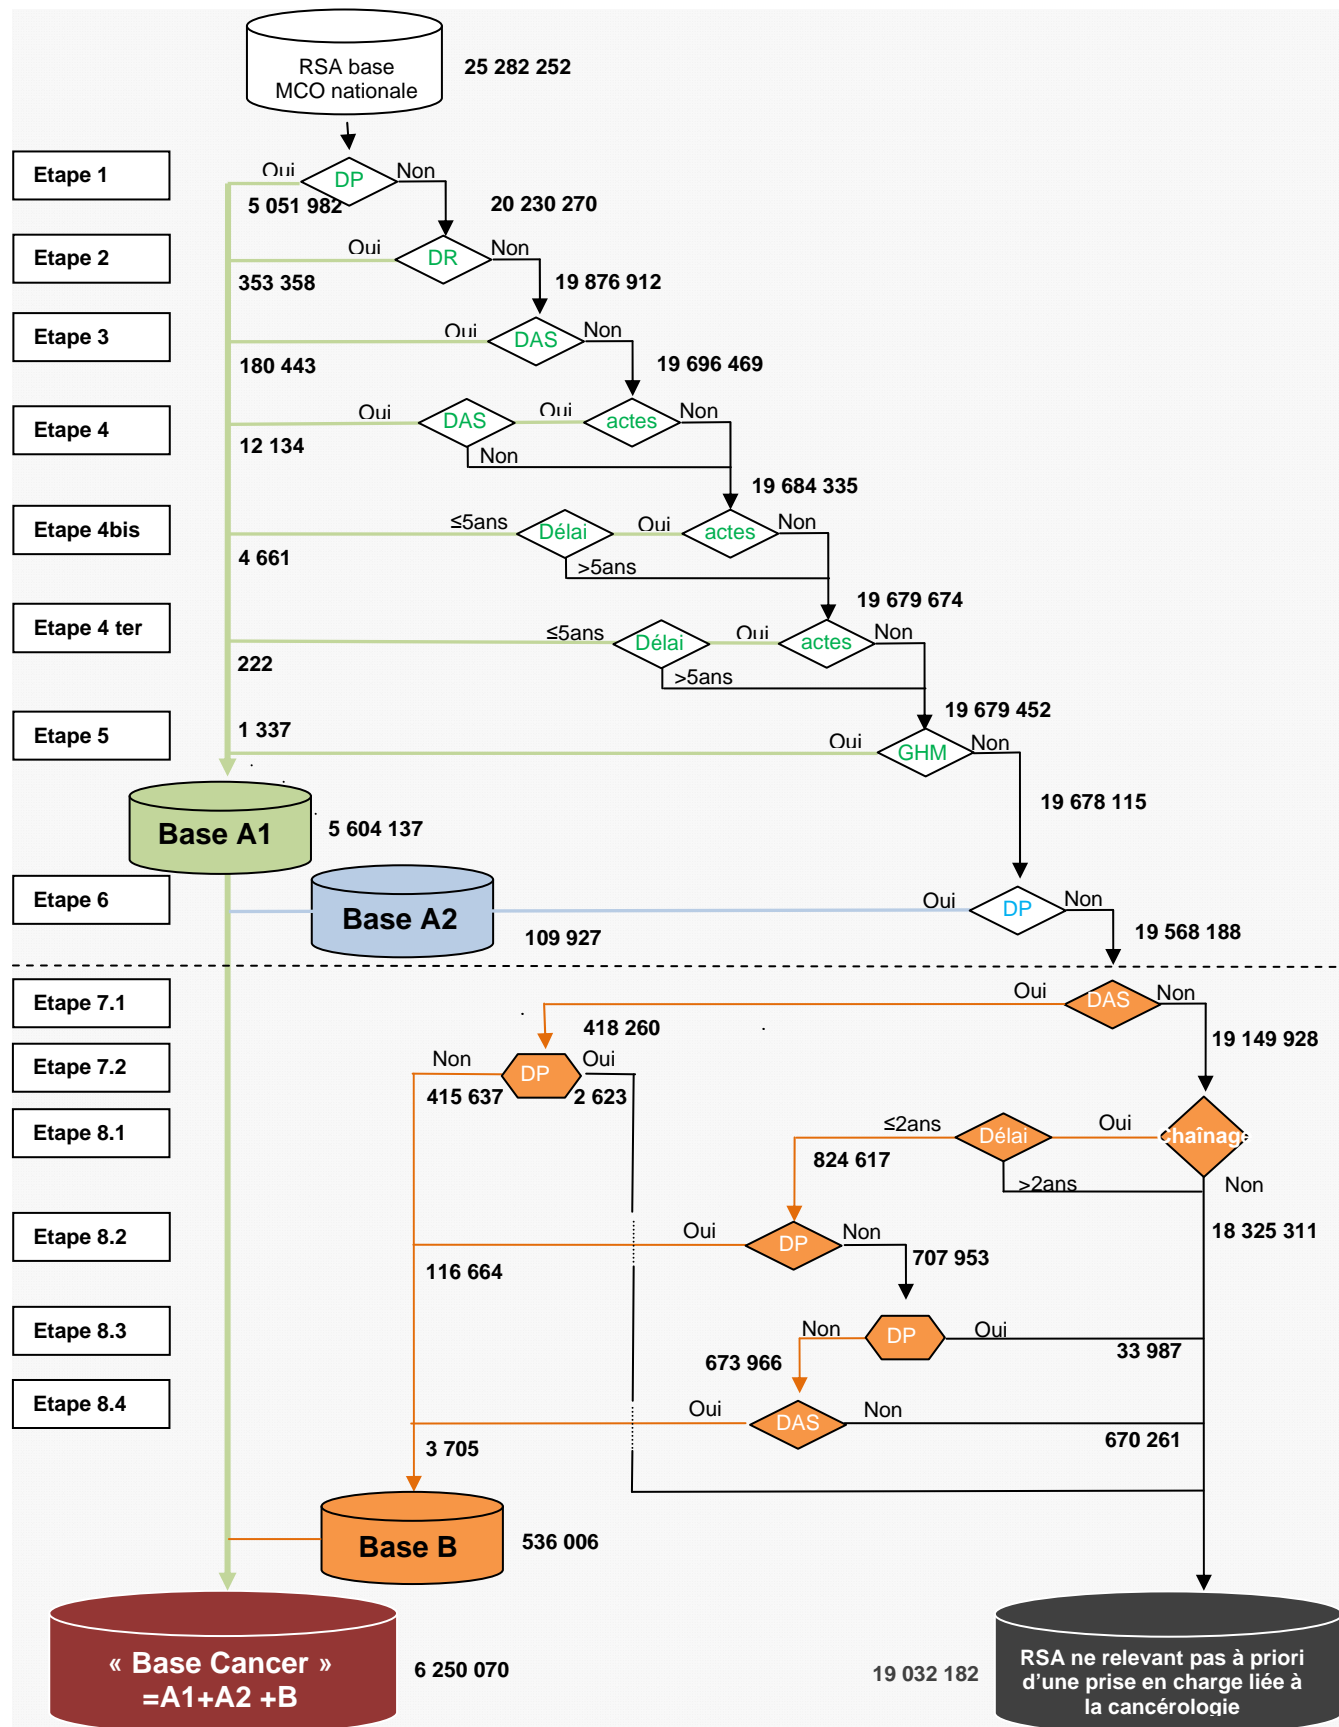 RSA base
MCO nationale
25 282 252
Etape 1
Oui
DP
Non
5 051 982
20 230 270
Etape 2
Oui
DR
Non
353 358
19 876 912
Etape 3
Oui
DAS
Non
180 443
19 696 469
Etape 4
Oui
DAS
Oui
actes
Non
12 134
Non
19 684 335
Etape 4bis
≤5ans
Délai
Oui
actes
Non
4 661
>5ans
19 679 674
Etape 4 ter
≤5ans
Délai
Oui
actes
Non
222
>5ans
19 679 452
Etape 5
1 337
Oui
GHM
Non
19 678 115
Base A1
5 604 137
Etape 6
Base A2
Oui
DP
Non
109 927
19 568 188
Etape 7.1
Oui
DAS
Non
418 260
19 149 928
Etape 7.2
Non
DP
Oui
415 637
2 623
Etape 8.1
≤2ans
Délai
Oui
Chaînage
824 617
>2ans
Non
18 325 311
Etape 8.2
Oui
DP
Non
116 664
707 953
Etape 8.3
Non
DP
Oui
673 966
33 987
Etape 8.4
Oui
DAS
Non
3 705
670 261
Base B
536 006
« Base Cancer »
=A1+A2 +B
6 250 070
19 032 182
RSA ne relevant pas à priori
d'une prise en charge liée à
la cancérologie